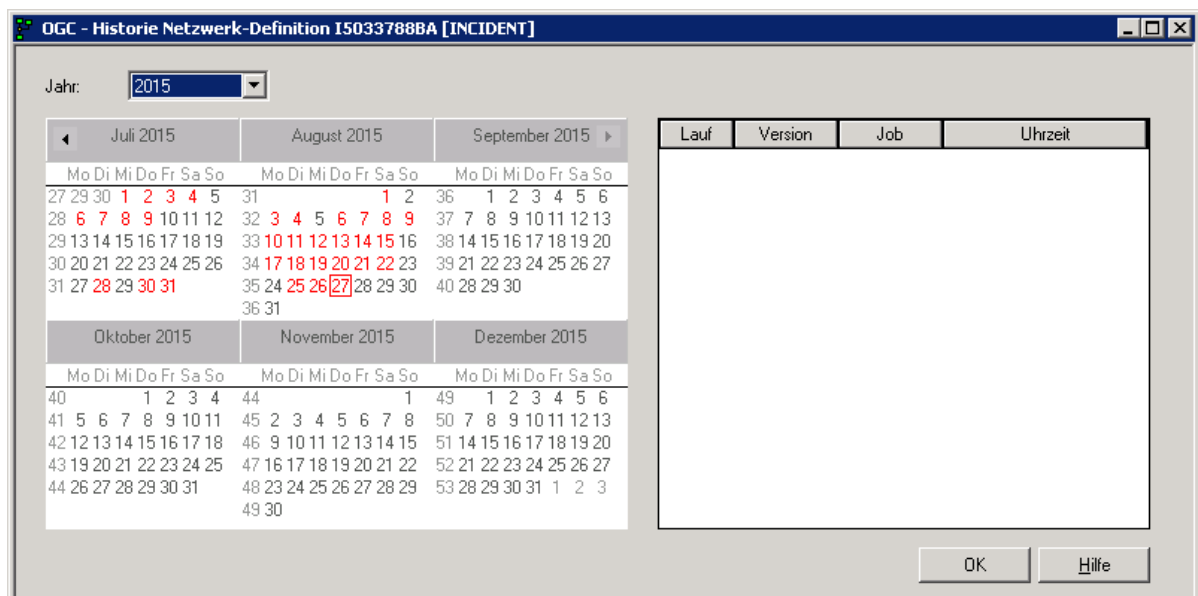 OGC - Historie Netzwerk-Definition I5033788BA [INCIDENT]
Jahr: 2015
Juli 2015 August 2015 September 2015
Mo Di Mi Do Fr Sa So Mo Di Mi Do Fr Sa So Mo Di Mi Do Fr Sa So
27 29 30 1 2 3 4 5 31 1 2 36 1 2 3 4 5 6
28 6 7 8 9 10 11 12 32 3 4 5 6 7 8 9 37 7 8 9 10 11 12 13
29 13 14 15 16 17 18 19 33 10 11 12 13 14 15 16 38 14 15 16 17 18 19 20
30 20 21 22 23 24 25 26 34 17 18 19 20 21 22 23 39 21 22 23 24 25 26 27
31 27 28 29 30 31 35 24 25 26 27 28 29 30 40 28 29 30
36 31
Oktober 2015 November 2015 Dezember 2015
Mo Di Mi Do Fr Sa So Mo Di Mi Do Fr Sa So Mo Di Mi Do Fr Sa So
40 1 2 3 4 44 1 49 1 2 3 4 5 6
41 5 6 7 8 9 10 11 45 2 3 4 5 6 7 8 50 7 8 9 10 11 12 13
42 12 13 14 15 16 17 18 46 9 10 11 12 13 14 15 51 14 15 16 17 18 19 20
43 19 20 21 22 23 24 25 47 16 17 18 19 20 21 22 52 21 22 23 24 25 26 27
44 26 27 28 29 30 31 48 23 24 25 26 27 28 29 53 28 29 30 31 1 2 3
49 30
Lauf Version Job Uhrzeit
OK Hilfe